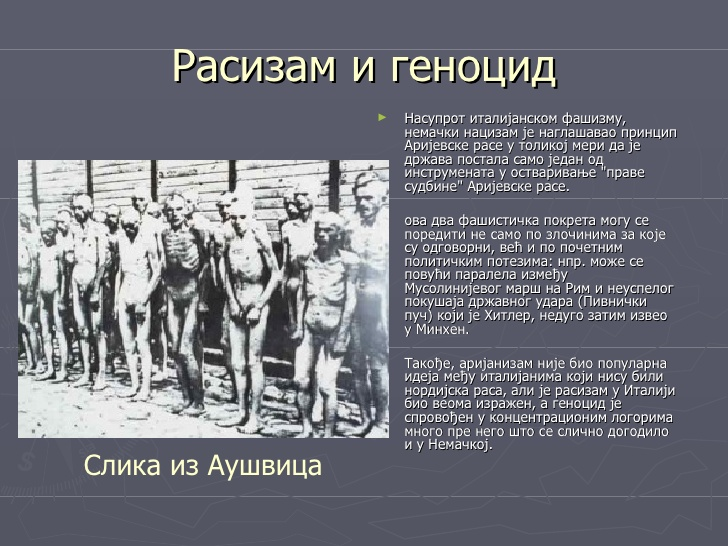 Расизам и геноцид
Насупрот италијанском фашизму,
немачки нацизам је наглашавао принцип
Аријевске расе у толикој мери да је
држава постала само један од
инструмената у остваривање "праве
судбине" Аријевске расе.
ова два фашистичка покрета могу се
поредити не само по злочинима за које
су одговорни, већ и по почетним
политичким потезима: нпр. може се
повући паралела између
Мусолинијевог марш на Рим и неуспелог
покушаја државног удара (Пивнички
пуч) који је Хитлер, недуго затим извео
у Минхен.
Такође, аријанизам није био популарна
идеја међу италијанима који нису били
нордијска раса, али је расизам у Италији
био веома изражен, а геноцид је
спровођен у концентрационим логорима
много пре него што се слично догодило
и у Немачкој.
Слика из Аушвица